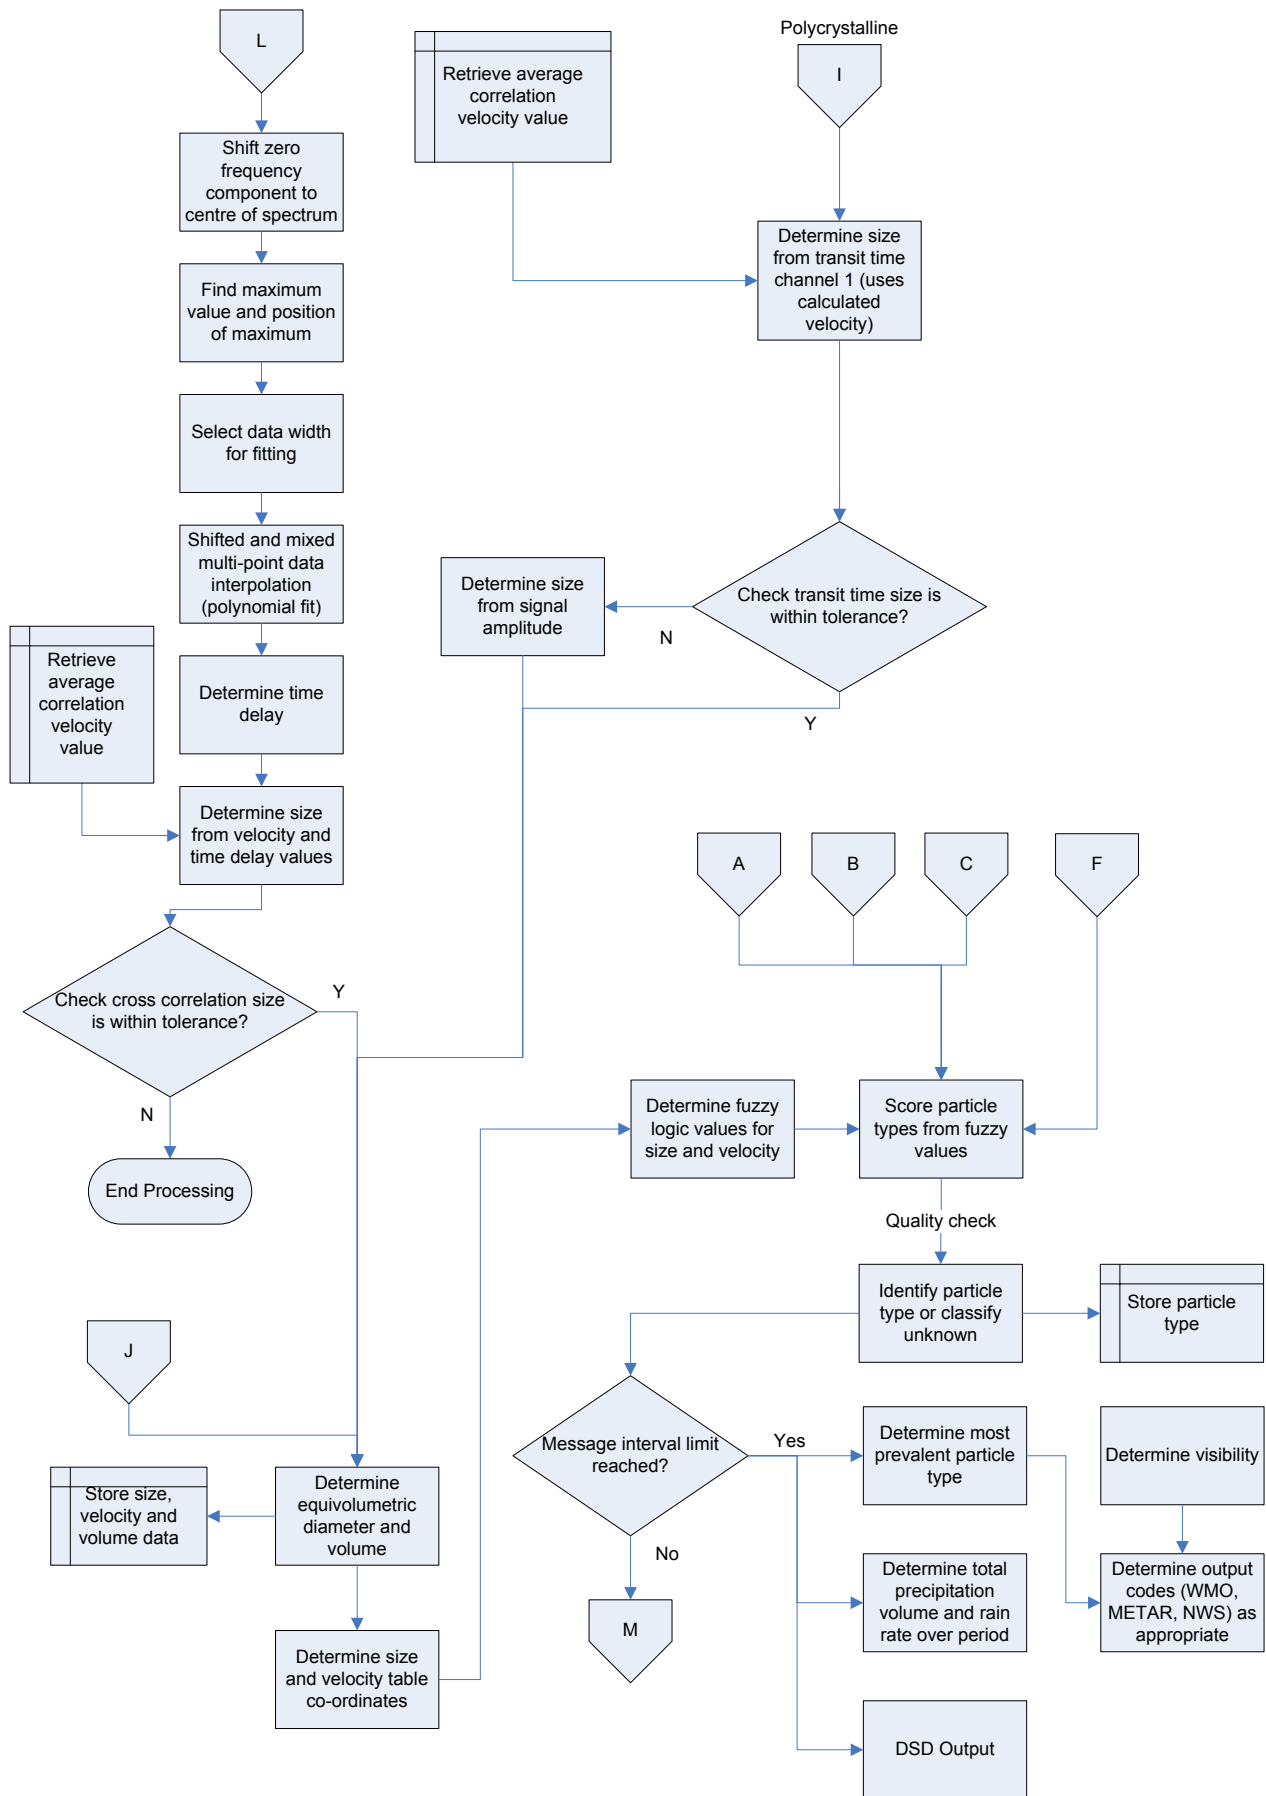 L
Shift zero
frequency
component to
centre of spectrum
Find maximum
value and position
of maximum
Select data width
for fitting
Shifted and mixed
multi-point data
interpolation
(polynomial fit)
Retrieve
average
correlation
velocity
value
Determine time
delay
Determine size
from velocity and
time delay values
Check cross correlation size
is within tolerance?
Y
N
End Processing
Retrieve average
correlation
velocity value
Polycrystalline
I
Determine size
from transit time
channel 1 (uses
calculated
velocity)
Check transit time size is
within tolerance?
N
Y
Determine size
from signal
amplitude
A
B
C
F
J
Determine
equivolumetric
diameter and
volume
Store size,
velocity and
volume data
Determine size
and velocity table
co-ordinates
Determine fuzzy
logic values for
size and velocity
Score particle
types from fuzzy
values
Quality check
Identify particle
type or classify
unknown
Store particle
type
Message interval limit
reached?
Yes
No
M
Determine most
prevalent particle
type
Determine visibility
Determine total
precipitation
volume and rain
rate over period
Determine output
codes (WMO,
METAR, NWS) as
appropriate
DSD Output